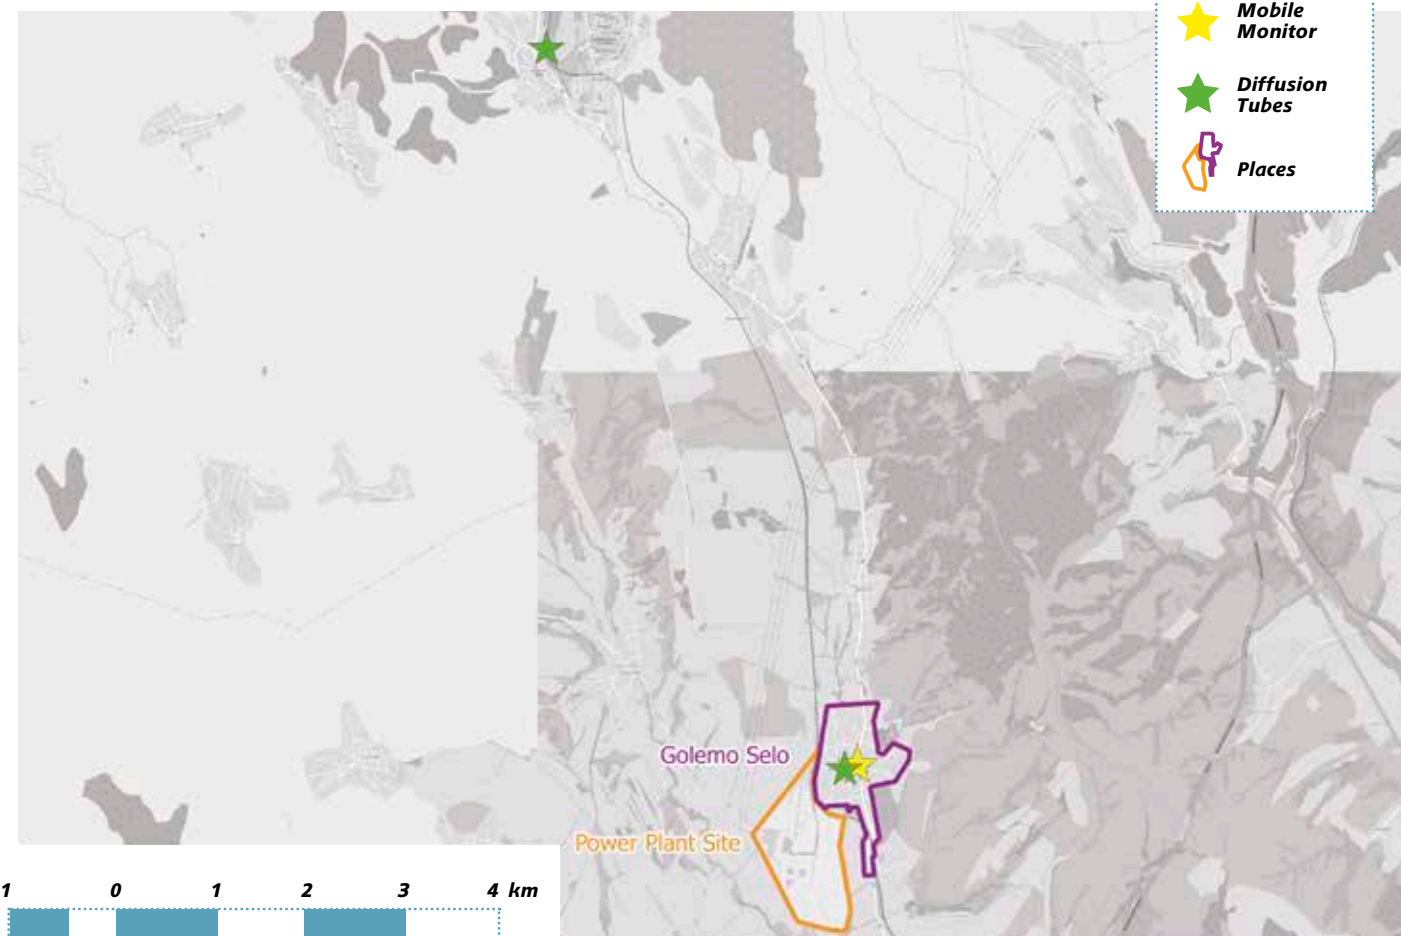 Mobile
Monitor
Diffusion
Tubes
Places
Golemo Selo
Power Plant Site
1 0 1 2 3 4 km